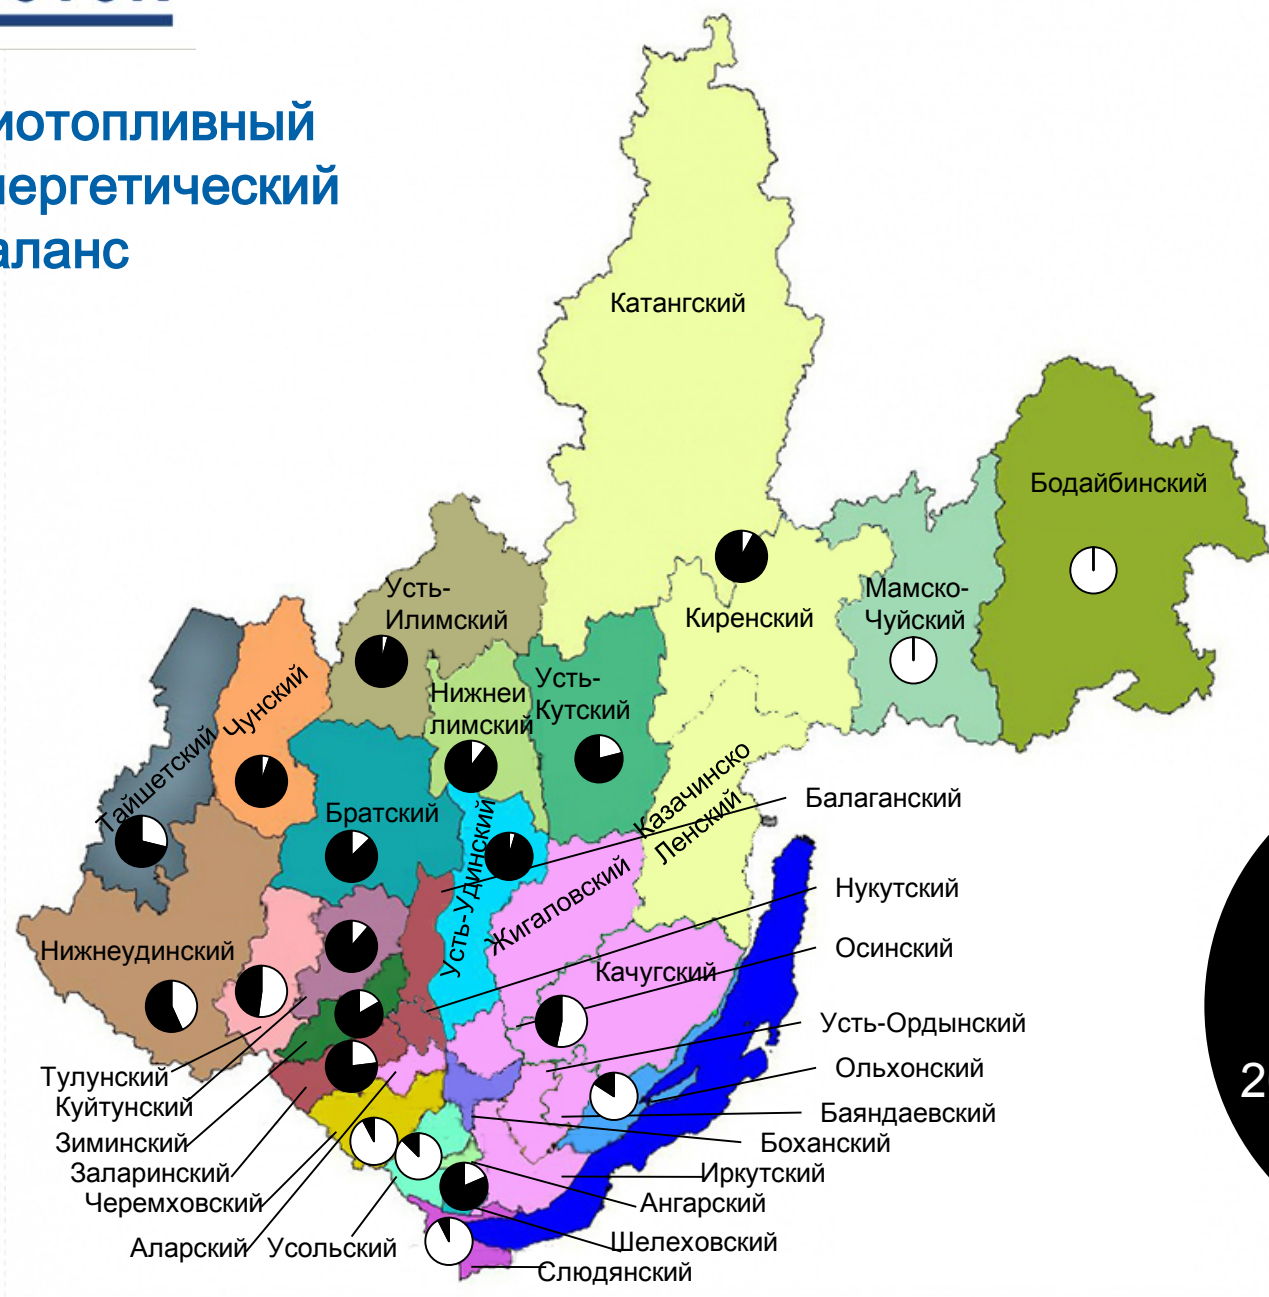 иотопливный
нергетический
аланс
Катангский
Бодайбинский
Усть-
Илимский
Киренский
Мамско-
Чуйский
Нижнеи
лимский
Усть-
Кутский
Чунский
Тайшетский
Братский
Усть-Удинский
Казачинско
Ленский
Балаганский
Жигаловский
Нукутский
Нижнеудинский
Качугский
Осинский
Усть-Ордынский
Ольхонский
Тулунский
Куйтунский
Баяндаевский
Зиминский
Боханский
Заларинский
Иркутский
Черемховский
Ангарский
Аларский
Усольский
Шелеховский
Слюдянский
2